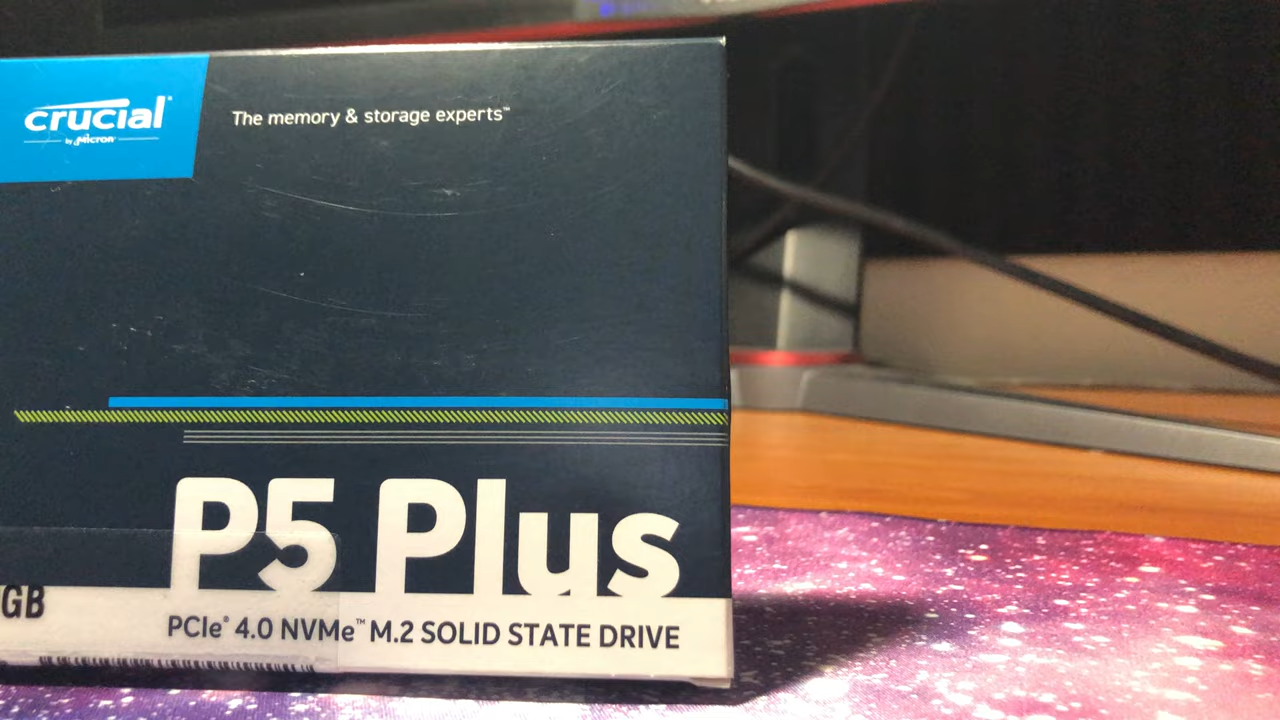 crucial®
by Micron®
The memory & storage experts™
P5 Plus
GB
PCIe® 4.0 NVMe™ M.2 SOLID STATE DRIVE